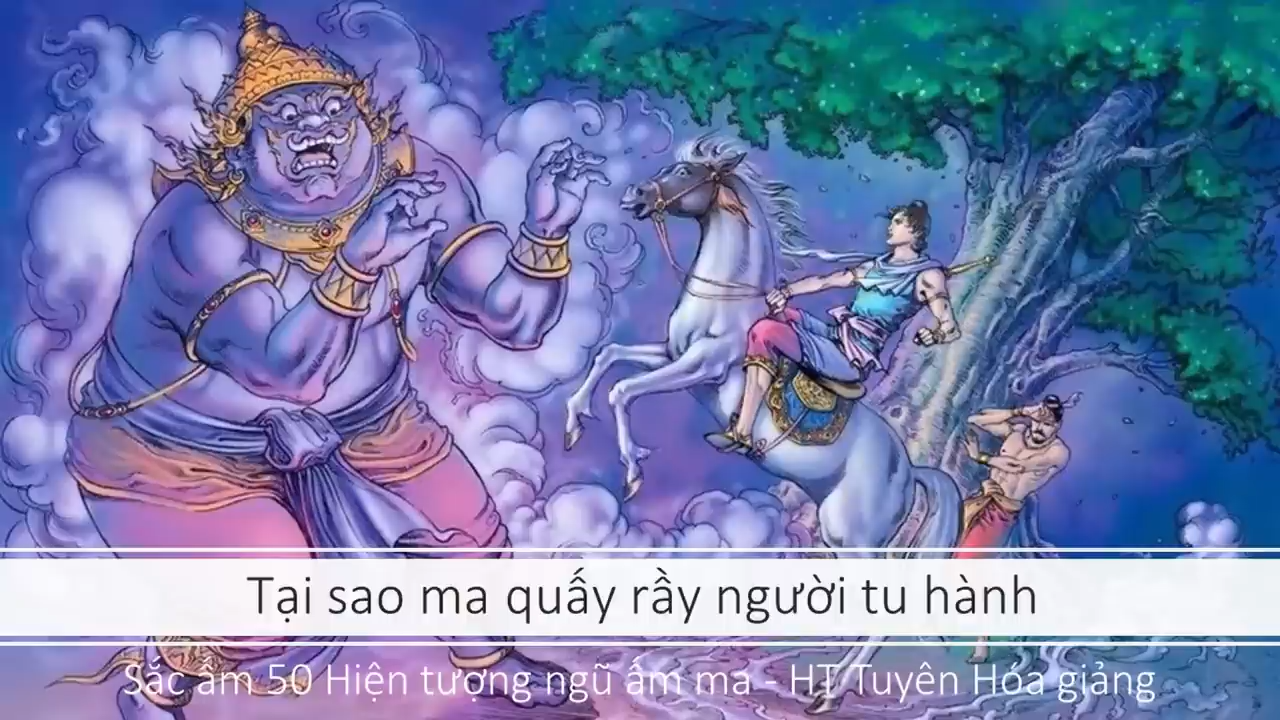 Tại sao ma quấy rầy người tu hành
Sắc ấm 50 Hiện tượng ngũ ấm ma - HT Tuyên Hóa giảng